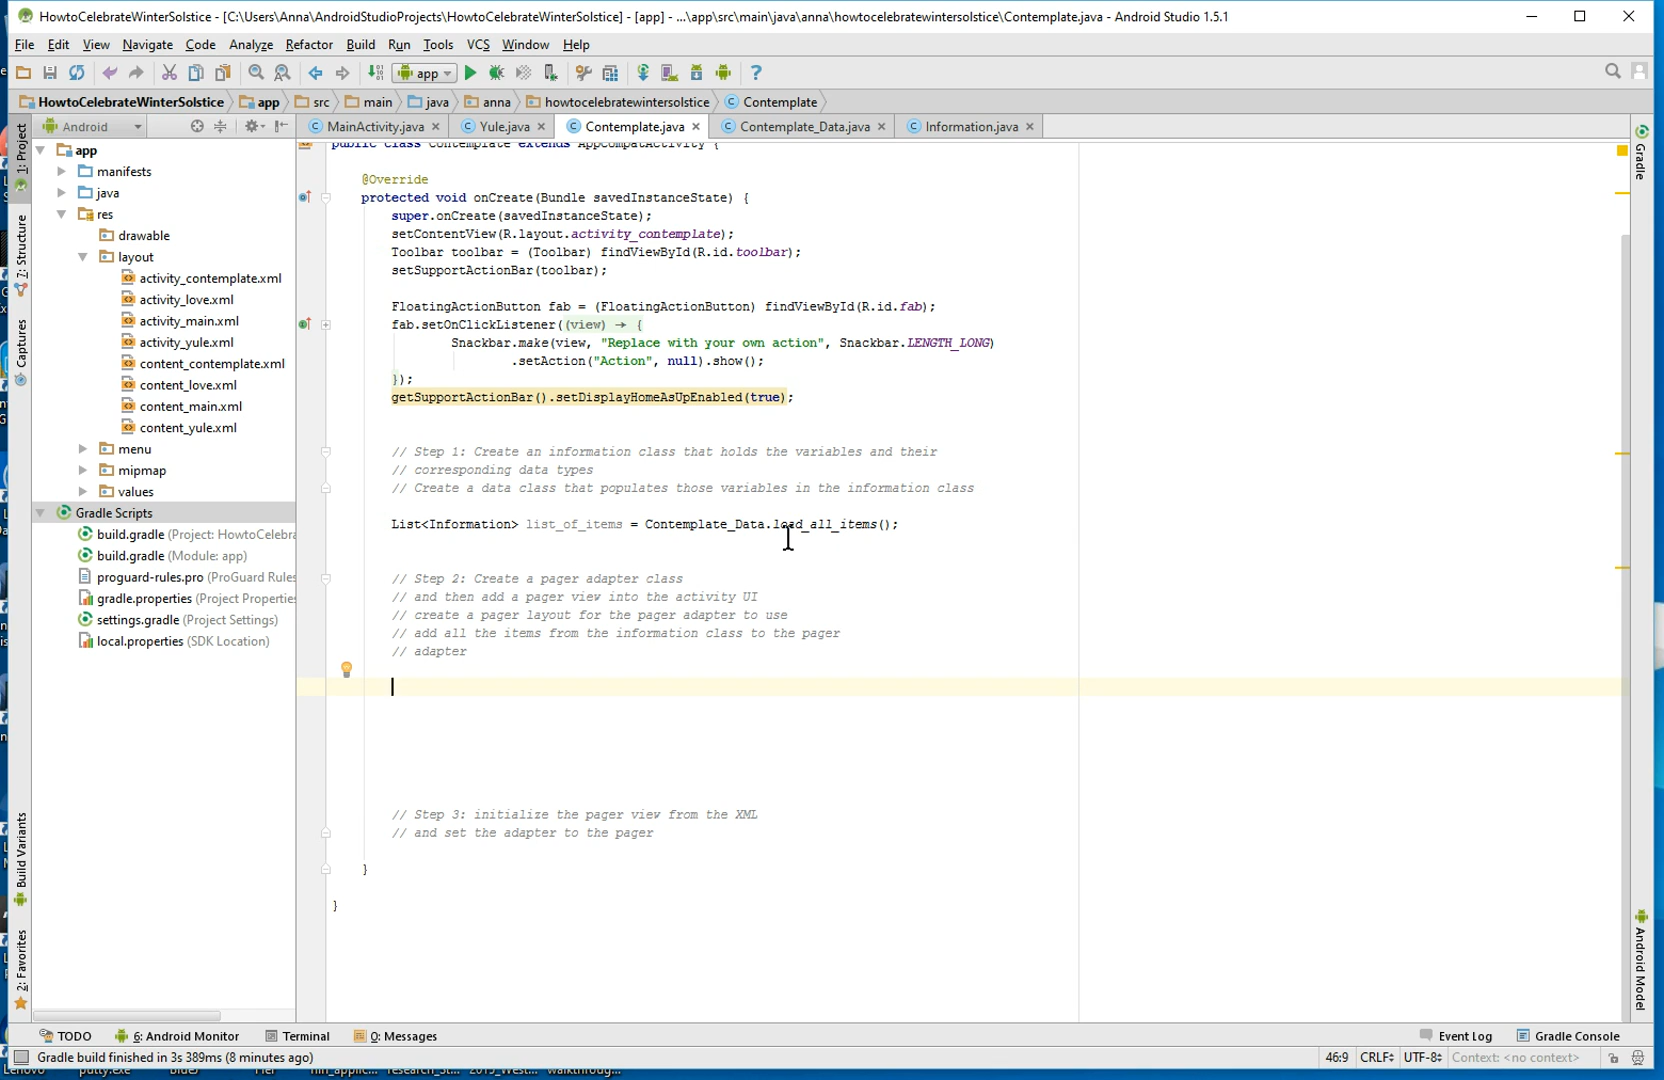 HowtoCelebrateWinterSolstice - [C:\Users\Anna\AndroidStudioProjects\HowtoCelebrateWinterSolstice] - [app] - ...\app\src\main\java\anna\howtocelebratewintersolstice\Contemplate.java - Android Studio 1.5.1
File Edit View Navigate Code Analyze Refactor Build Run Tools VCS Window Help
app
HowtoCelebrateWinterSolstice app src main java anna howtocelebratewintersolstice Contemplate
Android
MainActivity.java Yule.java Contemplate.java Contemplate_Data.java Information.java
1: Project
7: Structure
Captures
Build Variants
2: Favorites
app
manifests
java
res
drawable
layout
activity_contemplate.xml
activity_love.xml
activity_main.xml
activity_yule.xml
content_contemplate.xml
content_love.xml
content_main.xml
content_yule.xml
menu
mipmap
values
Gradle Scripts
build.gradle (Project: HowtoCelebra
build.gradle (Module: app)
proguard-rules.pro (ProGuard Rules
gradle.properties (Project Properties
settings.gradle (Project Settings)
local.properties (SDK Location)
public class Contemplate extends AppCompatActivity {
@Override
protected void onCreate(Bundle savedInstanceState) {
super.onCreate(savedInstanceState);
setContentView(R.layout.activity_contemplate);
Toolbar toolbar = (Toolbar) findViewById(R.id.toolbar);
setSupportActionBar(toolbar);
FloatingActionButton fab = (FloatingActionButton) findViewById(R.id.fab);
fab.setOnClickListener((view) → {
Snackbar.make(view, "Replace with your own action", Snackbar.LENGTH_LONG)
.setAction("Action", null).show();
});
getSupportActionBar().setDisplayHomeAsUpEnabled(true);
// Step 1: Create an information class that holds the variables and their
// corresponding data types
// Create a data class that populates those variables in the information class
List<Information> list_of_items = Contemplate_Data.load_all_items();
// Step 2: Create a pager adapter class
// and then add a pager view into the activity UI
// create a pager layout for the pager adapter to use
// add all the items from the information class to the pager
// adapter
// Step 3: initialize the pager view from the XML
// and set the adapter to the pager
}
}
Gradle
Android Model
TODO 6: Android Monitor Terminal 0: Messages Event Log Gradle Console
Gradle build finished in 3s 389ms (8 minutes ago) 46:9 CRLF÷ UTF-8÷ Context: <no context>